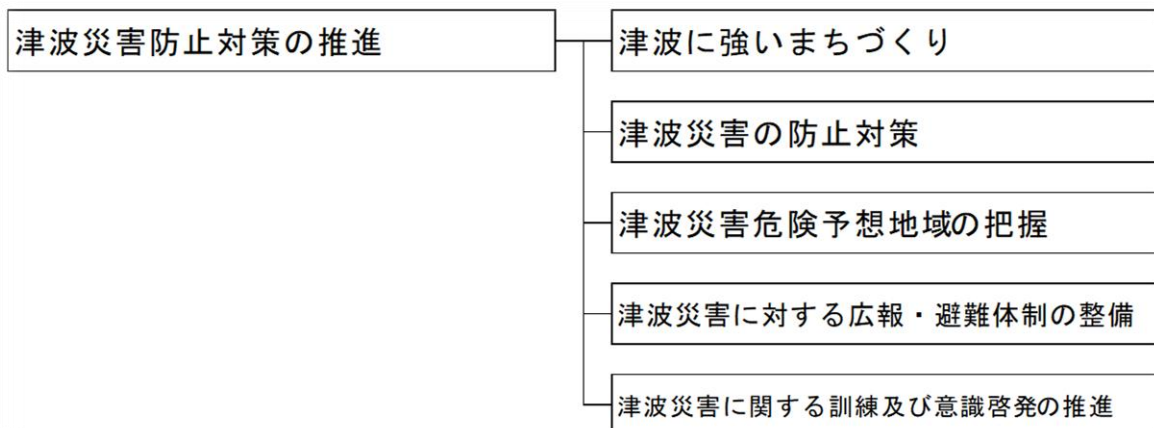 津波災害防止対策の推進
津波に強いまちづくり
津波災害の防止対策
津波災害危険予想地域の把握
津波災害に対する広報・避難体制の整備
津波災害に関する訓練及び意識啓発の推進